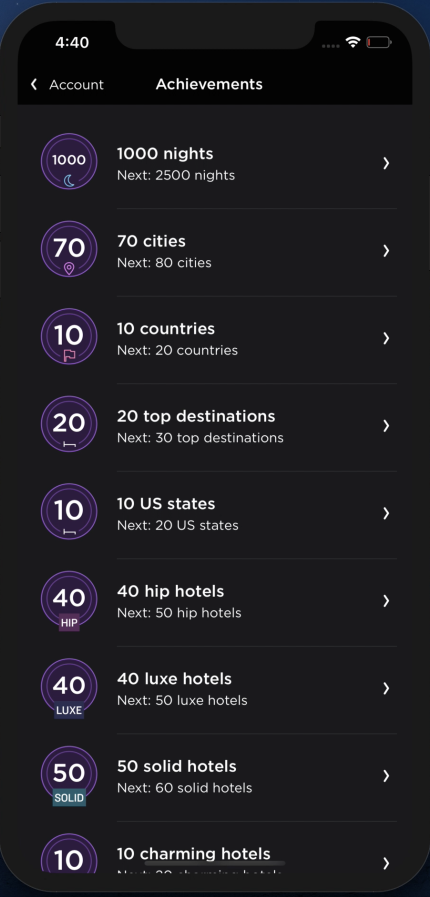 4:40
Account
Achievements
1000
1000 nights
Next: 2500 nights
70
70 cities
Next: 80 cities
10
10 countries
Next: 20 countries
20
20 top destinations
Next: 30 top destinations
10
10 US states
Next: 20 US states
40
HIP
40 hip hotels
Next: 50 hip hotels
40
LUXE
40 luxe hotels
Next: 50 luxe hotels
50
SOLID
50 solid hotels
Next: 60 solid hotels
10
10 charming hotels